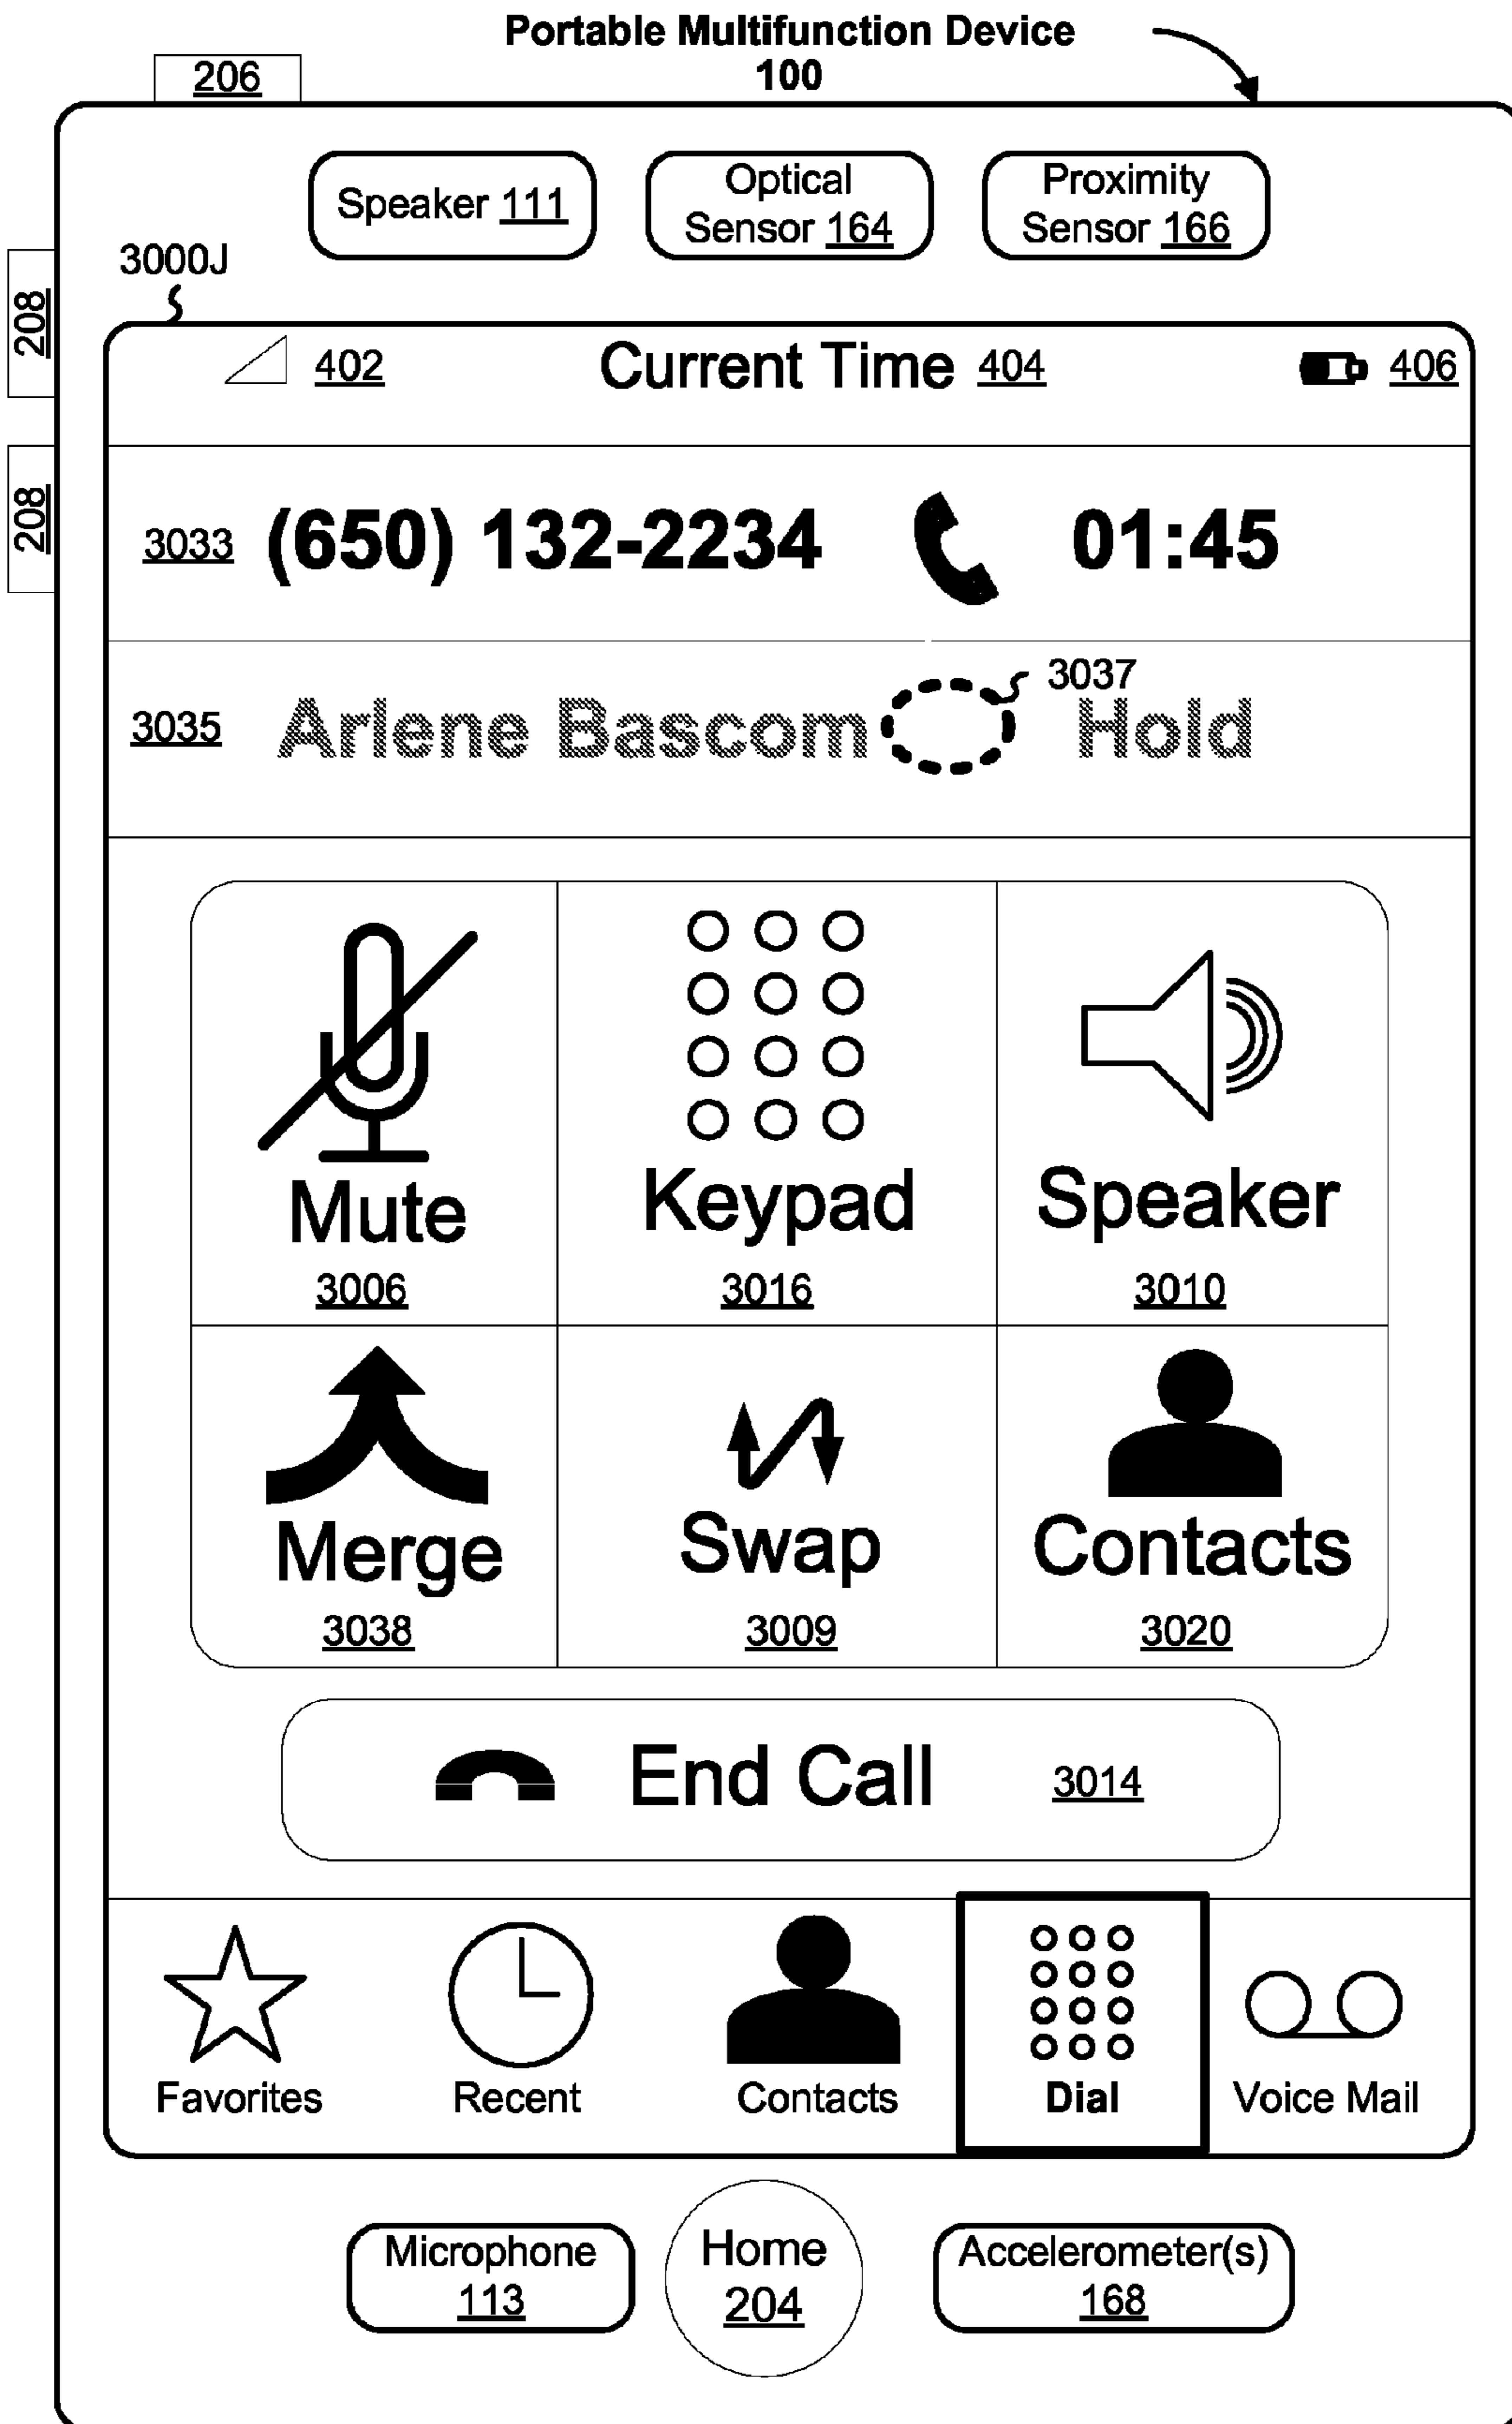 Portable Multifunction Device
100
206
Speaker 111
Optical
Sensor 164
Proximity
Sensor 166
3000J
208
208
402 Current Time 404 406
3033 (650) 132-2234 01:45
3037
3035 Arlene Bascom Hold
Mute
3006
Keypad
3016
Speaker
3010
Merge
3038
Swap
3009
Contacts
3020
End Call 3014
Favorites
Recent
Contacts
Dial
Voice Mail
Microphone
113
Home
204
Accelerometer(s)
168